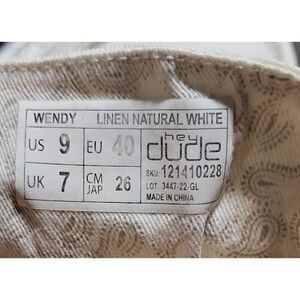 WENDY LINEN NATURAL WHITE
US 9 EU 40 hey dude
UK 7 CM JAP 26
SKU: 121410228
LOT 3447-22-GL
MADE IN CHINA